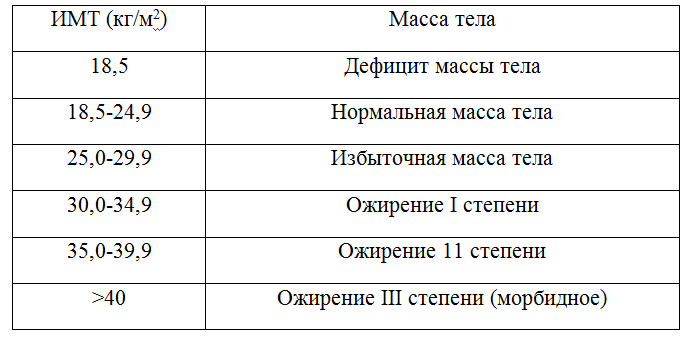 ИМТ (кг/м²) Масса тела
18,5 Дефицит массы тела
18,5-24,9 Нормальная масса тела
25,0-29,9 Избыточная масса тела
30,0-34,9 Ожирение I степени
35,0-39,9 Ожирение 11 степени
>40 Ожирение III степени (морбидное)